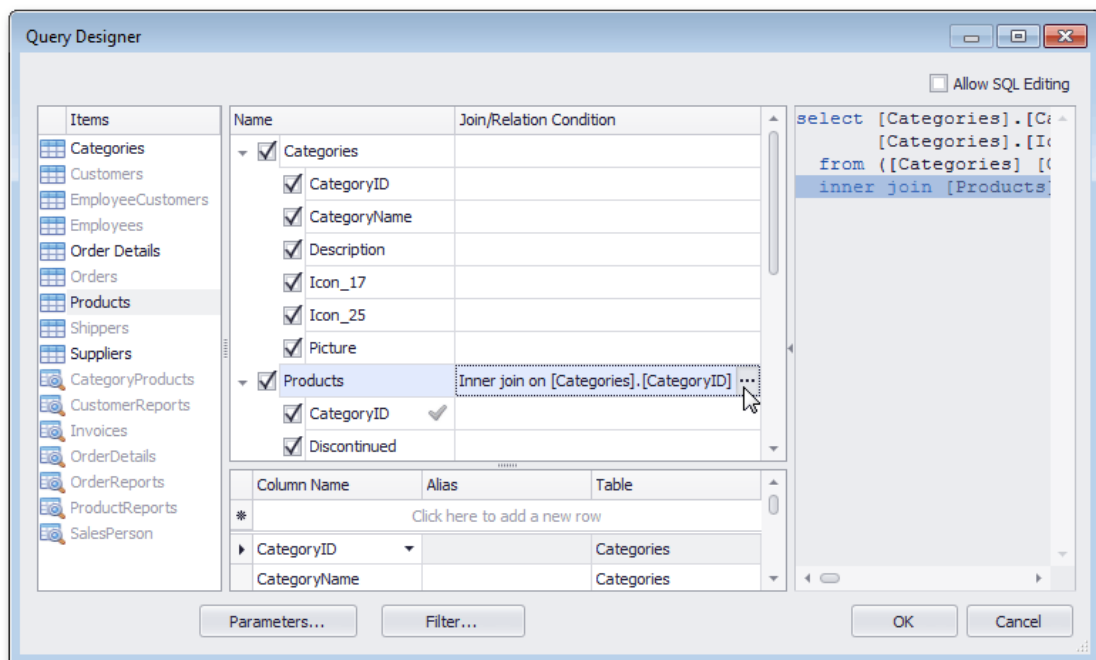 Query Designer
Allow SQL Editing
Items
Categories
Customers
EmployeeCustomers
Employees
Order Details
Orders
Products
Shippers
Suppliers
CategoryProducts
CustomerReports
Invoices
OrderDetails
OrderReports
ProductReports
SalesPerson
Name Join/Relation Condition
Categories
CategoryID
CategoryName
Description
Icon_17
Icon_25
Picture
Products Inner join on [Categories].[CategoryID] ...
CategoryID
Discontinued
Column Name Alias Table
Click here to add a new row
CategoryID Categories
CategoryName Categories
select [Categories].[Ca
[Categories].[Ic
from ([Categories] [C
inner join [Products]
Parameters... Filter... OK Cancel